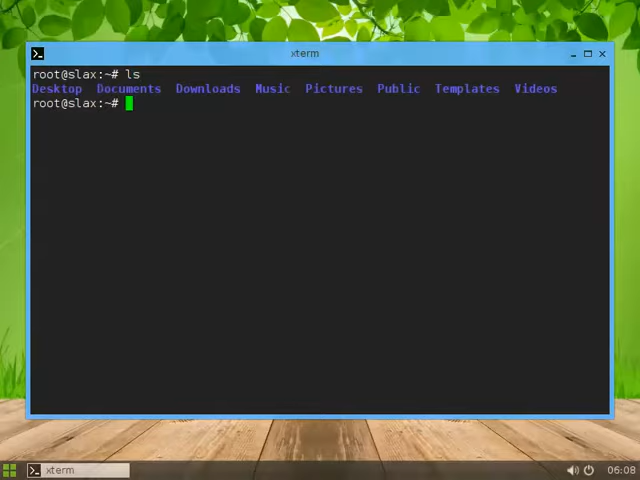 xterm
root@slax:~# ls
Desktop Documents Downloads Music Pictures Public Templates Videos
root@slax:~#
xterm
06:08